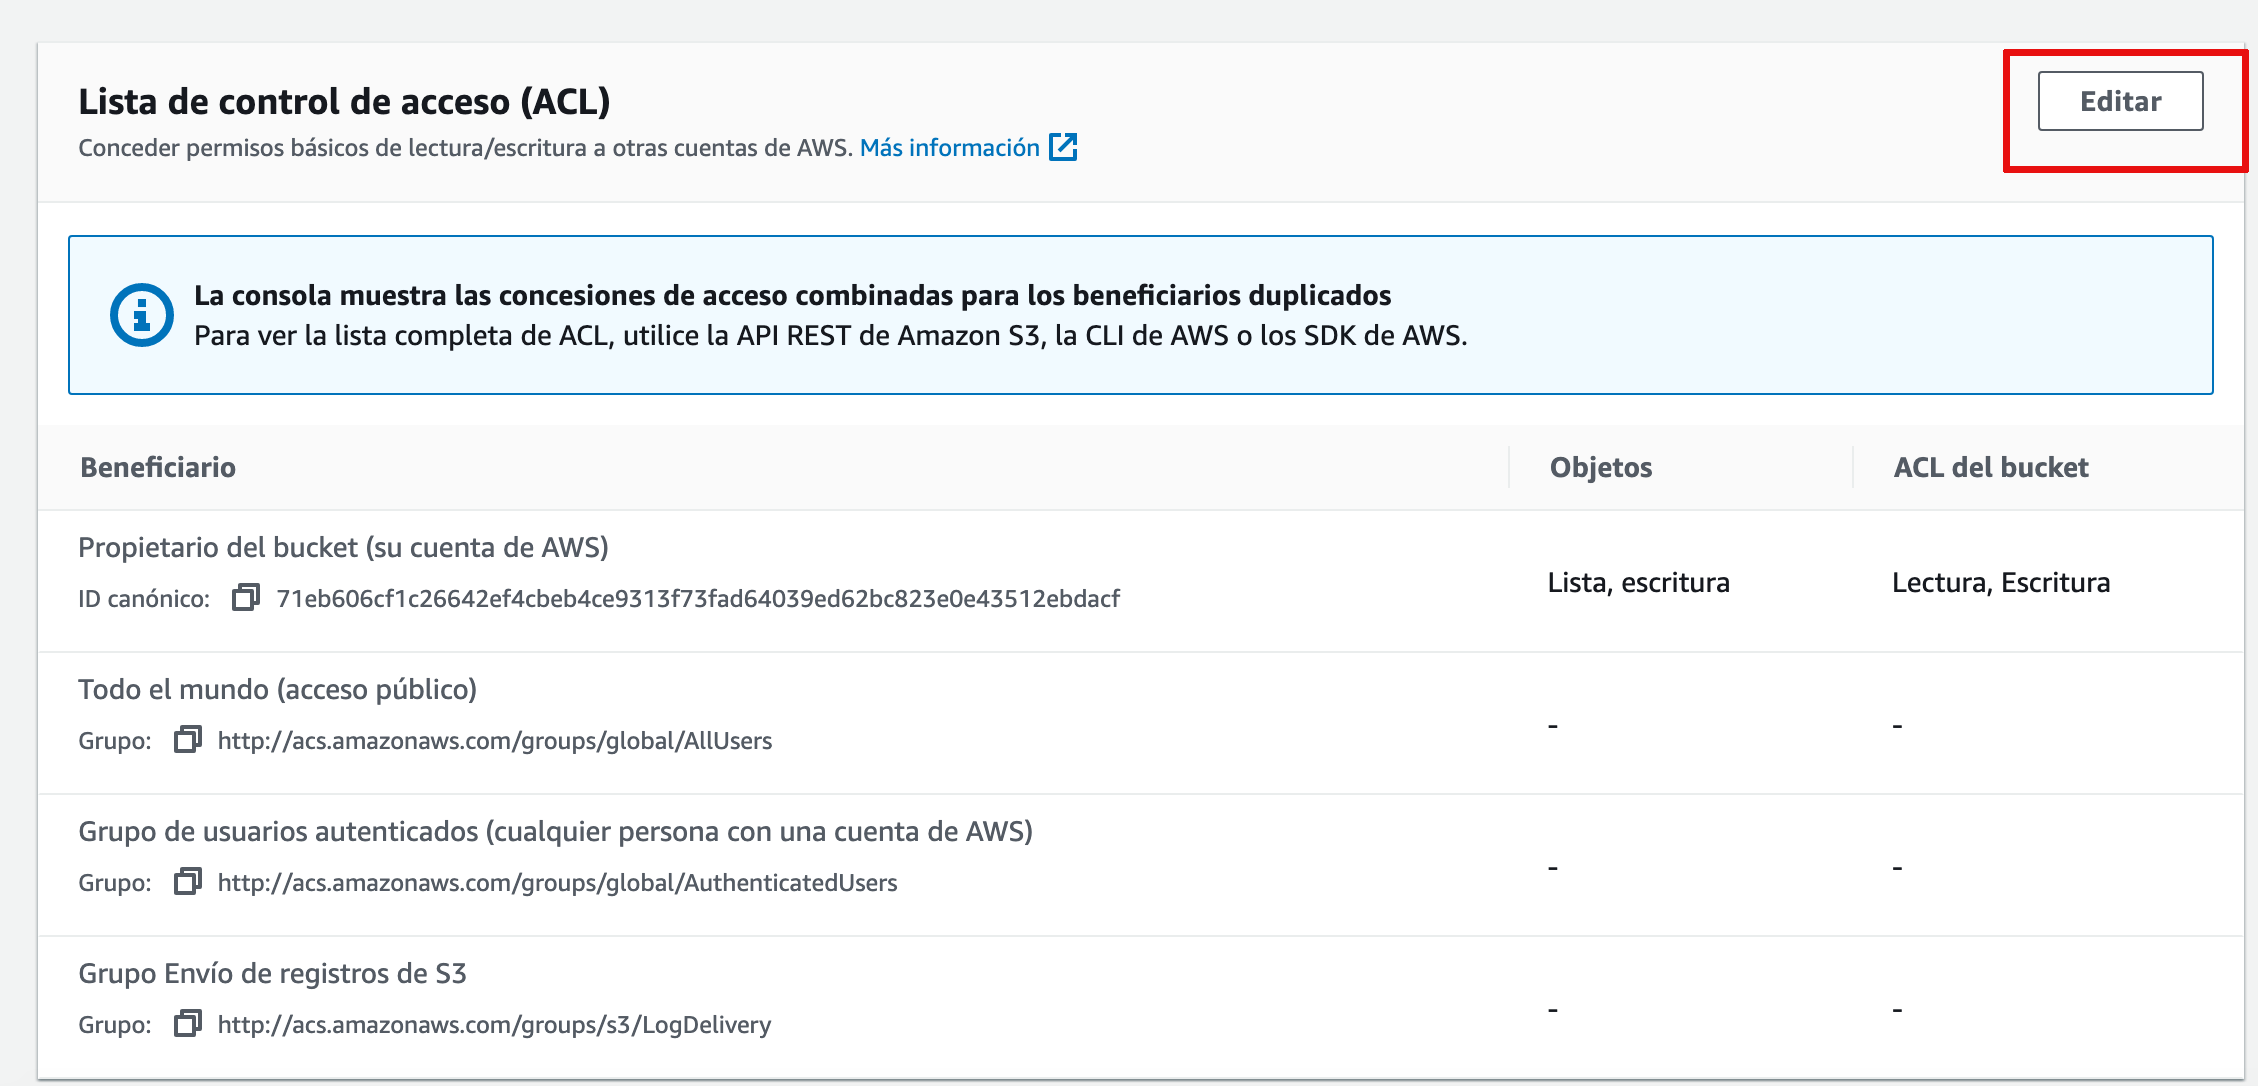 Lista de control de acceso (ACL)
Editar
Conceder permisos básicos de lectura/escritura a otras cuentas de AWS. Más información
La consola muestra las concesiones de acceso combinadas para los beneficiarios duplicados
Para ver la lista completa de ACL, utilice la API REST de Amazon S3, la CLI de AWS o los SDK de AWS.
Beneficiario Objetos ACL del bucket
Propietario del bucket (su cuenta de AWS)
ID canónico: 71eb606cf1c26642ef4cbeb4ce9313f73fad64039ed62bc823e0e43512ebdacf
Lista, escritura Lectura, Escritura
Todo el mundo (acceso público)
Grupo: http://acs.amazonaws.com/groups/global/AllUsers
- -
Grupo de usuarios autenticados (cualquier persona con una cuenta de AWS)
Grupo: http://acs.amazonaws.com/groups/global/AuthenticatedUsers
- -
Grupo Envío de registros de S3
Grupo: http://acs.amazonaws.com/groups/s3/LogDelivery
- -